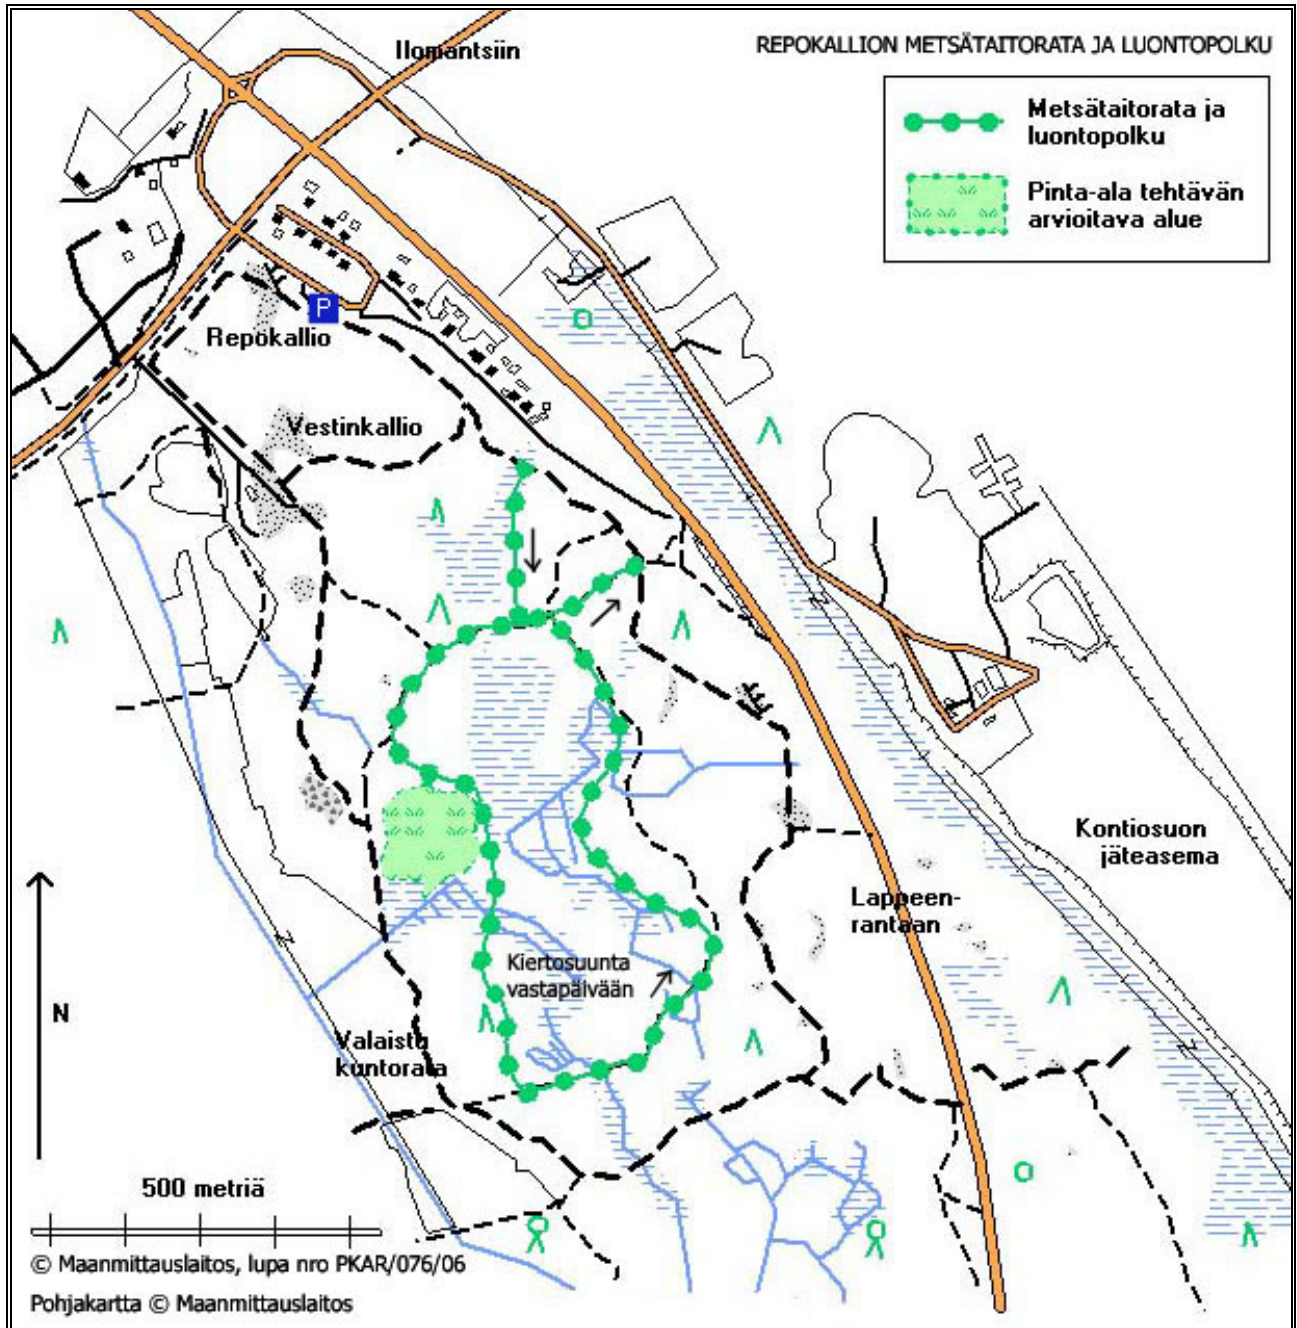 Ilomantsiin
REPOKALLION METSÄTAITORATA JA LUONTOPOLKU
Metsätaitorata ja
luontopolku
Pinta-ala tehtävän
arvioitava alue
P
Repokallio
Vestinkallio
Kontiosuon
jäteasema
Lappeen-
rantaan
Kiertosuunta
vastapäivään
N
Valaistu
kuntorata
500 metriä
© Maanmittauslaitos, lupa nro PKAR/076/06
Pohjakartta © Maanmittauslaitos